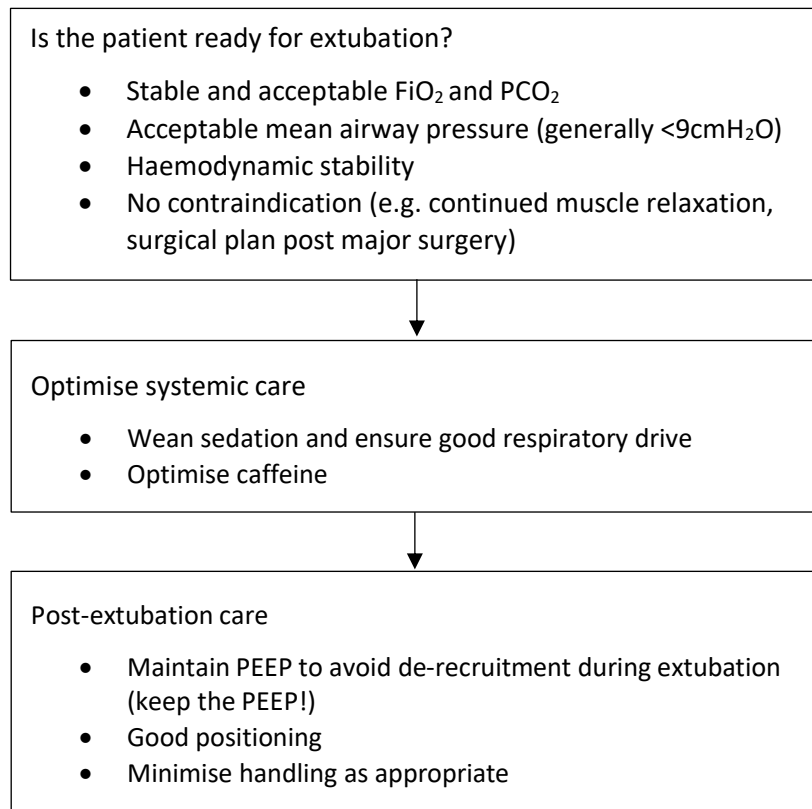 Is the patient ready for extubation?
• Stable and acceptable FiO₂ and PCO₂
• Acceptable mean airway pressure (generally <9cmH₂O)
• Haemodynamic stability
• No contraindication (e.g. continued muscle relaxation,
surgical plan post major surgery)
Optimise systemic care
• Wean sedation and ensure good respiratory drive
• Optimise caffeine
Post-extubation care
• Maintain PEEP to avoid de-recruitment during extubation
(keep the PEEP!)
• Good positioning
• Minimise handling as appropriate